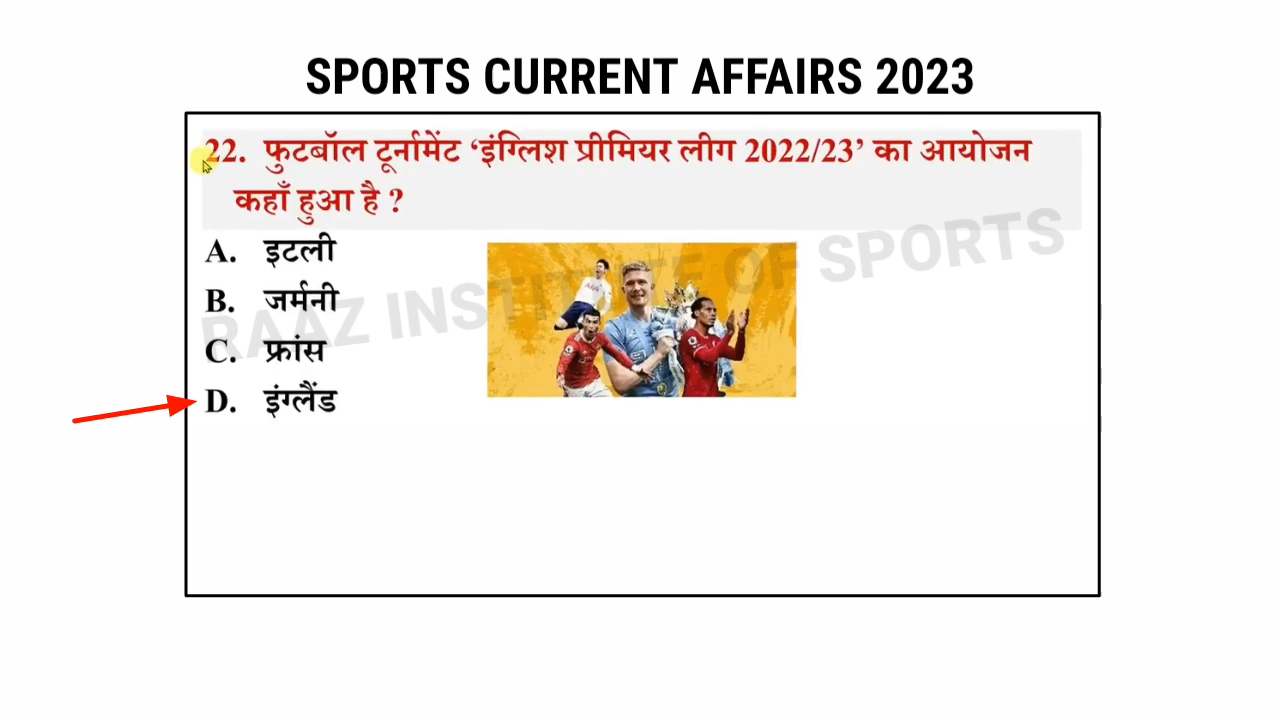 SPORTS CURRENT AFFAIRS 2023
22. फुटबॉल टूर्नामेंट ‘इंग्लिश प्रीमियर लीग 2022/23’ का आयोजन
कहाँ हुआ है ?
A. इटली
B. जर्मनी
C. फ्रांस
D. इंग्लैंड
RAAZ INSTITUTE OF SPORTS